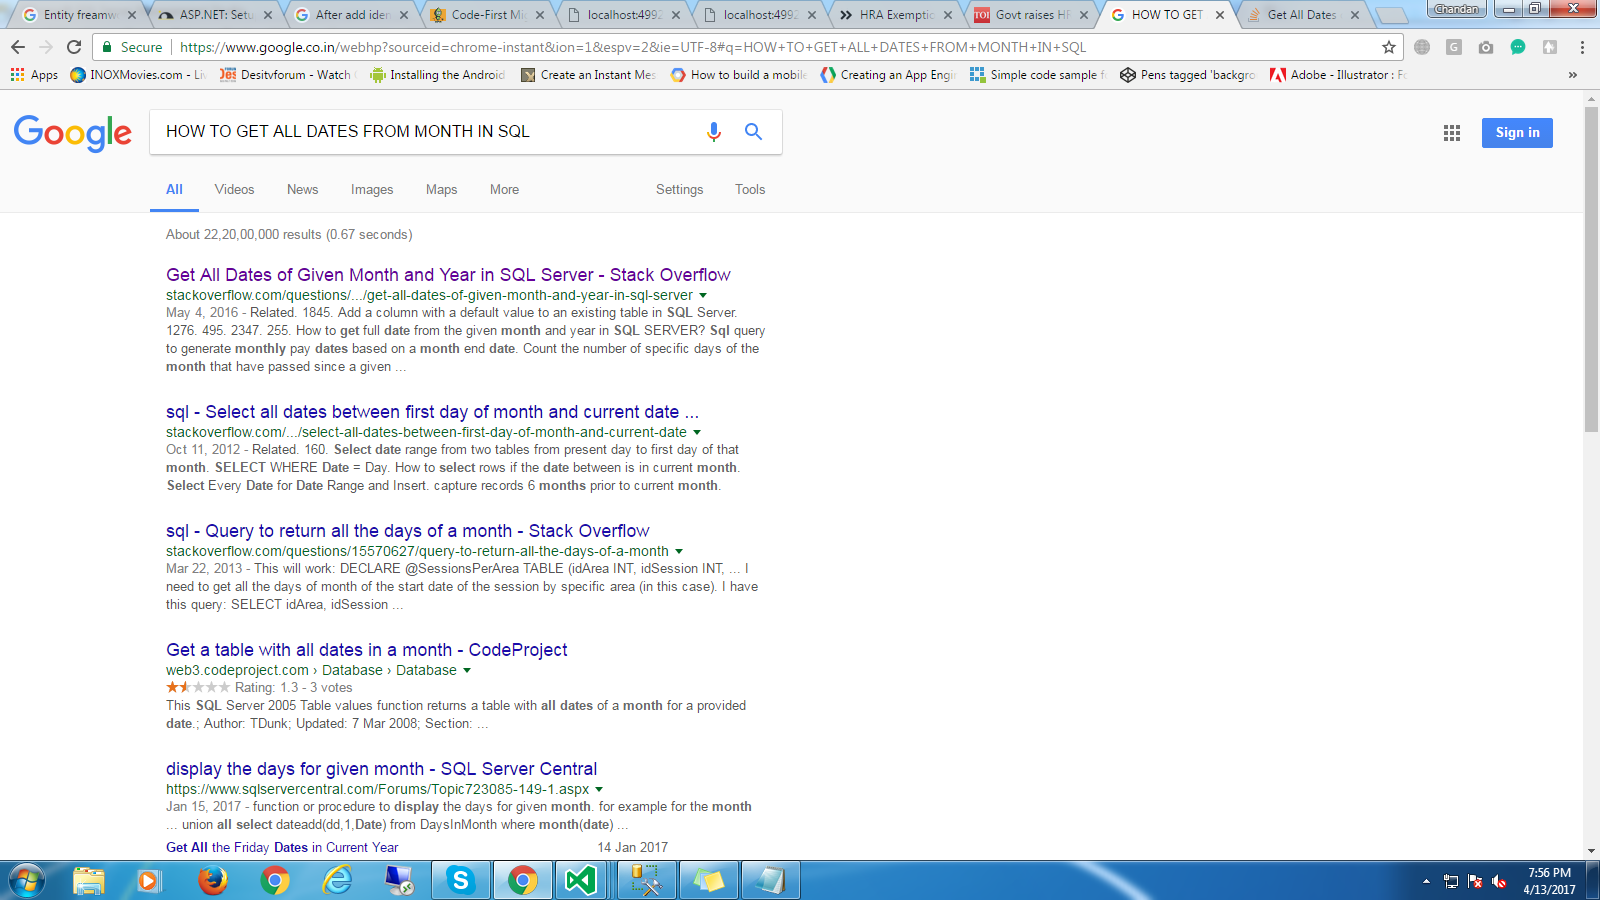 Entity freamwo
ASP.NET: Setu
After add iden
Code-First Mig
localhost:4992
localhost:4992
HRA Exemptio
TOI Govt raises HR
HOW TO GET
Get All Dates
Chandan
Secure
https://www.google.co.in/webhp?sourceid=chrome-instant&ion=1&espv=2&ie=UTF-8#q=HOW+TO+GET+ALL+DATES+FROM+MONTH+IN+SQL
Apps
INOXMovies.com - Liv
Desitvforum - Watch
Installing the Android
Create an Instant Mes
How to build a mobile
Creating an App Engi
Simple code sample f
Pens tagged 'backgro
Adobe - Illustrator : Fo
»
Google
HOW TO GET ALL DATES FROM MONTH IN SQL
Sign in
All Videos News Images Maps More Settings Tools
About 22,20,00,000 results (0.67 seconds)
Get All Dates of Given Month and Year in SQL Server - Stack Overflow
stackoverflow.com/questions/.../get-all-dates-of-given-month-and-year-in-sql-server
May 4, 2016 - Related. 1845. Add a column with a default value to an existing table in SQL Server.
1276. 495. 2347. 255. How to get full date from the given month and year in SQL SERVER? Sql query
to generate monthly pay dates based on a month end date. Count the number of specific days of the
month that have passed since a given ...
sql - Select all dates between first day of month and current date ...
stackoverflow.com/.../select-all-dates-between-first-day-of-month-and-current-date
Oct 11, 2012 - Related. 160. Select date range from two tables from present day to first day of that
month. SELECT WHERE Date = Day. How to select rows if the date between is in current month.
Select Every Date for Date Range and Insert. capture records 6 months prior to current month.
sql - Query to return all the days of a month - Stack Overflow
stackoverflow.com/questions/15570627/query-to-return-all-the-days-of-a-month
Mar 22, 2013 - This will work: DECLARE @SessionsPerArea TABLE (idArea INT, idSession INT, ... I
need to get all the days of month of the start date of the session by specific area (in this case). I have
this query: SELECT idArea, idSession ...
Get a table with all dates in a month - CodeProject
web3.codeproject.com › Database › Database
Rating: 1.3 - 3 votes
This SQL Server 2005 Table values function returns a table with all dates of a month for a provided
date.; Author: TDunk; Updated: 7 Mar 2008; Section: ...
display the days for given month - SQL Server Central
https://www.sqlservercentral.com/Forums/Topic723085-149-1.aspx
Jan 15, 2017 - function or procedure to display the days for given month. for example for the month
... union all select dateadd(dd,1,Date) from DaysInMonth where month(date) ...
Get All the Friday Dates in Current Year 14 Jan 2017
7:56 PM
4/13/2017